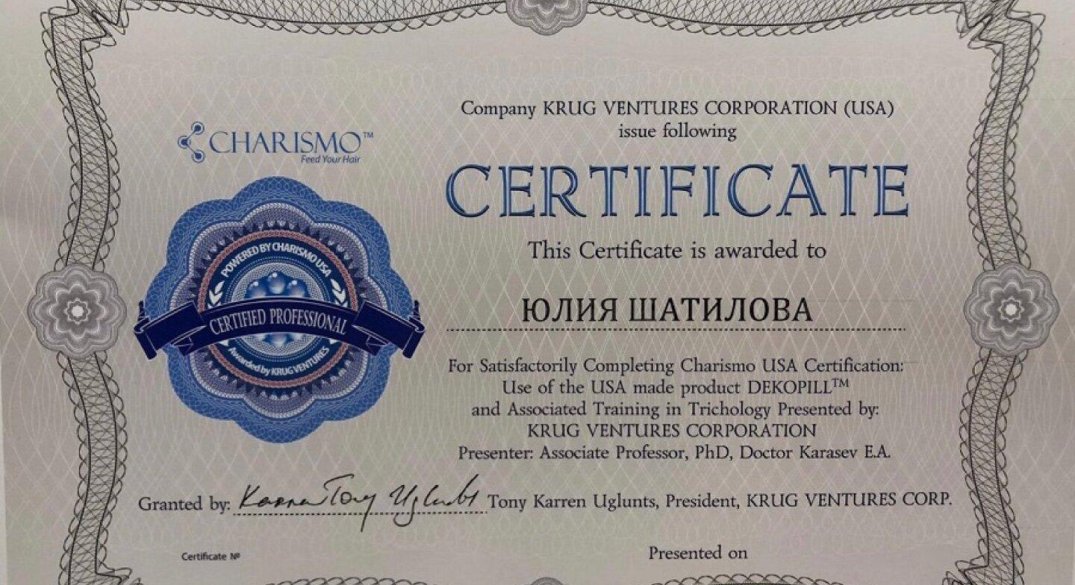 CHARISMO™
Feed Your Hair
POWERED BY CHARISMO USA
CERTIFIED PROFESSIONAL
Awarded by KRUG VENTURES
Company KRUG VENTURES CORPORATION (USA)
issue following
CERTIFICATE
This Certificate is awarded to
ЮЛИЯ ШАТИЛОВА
For Satisfactorily Completing Charismo USA Certification:
Use of the USA made product DEKOPILL™
and Associated Training in Trichology Presented by:
KRUG VENTURES CORPORATION
Presenter: Associate Professor, PhD, Doctor Karasev E.A.
Granted by: Karren Tony Uglunts Tony Karren Uglunts, President, KRUG VENTURES CORP.
Certificate №
Presented on